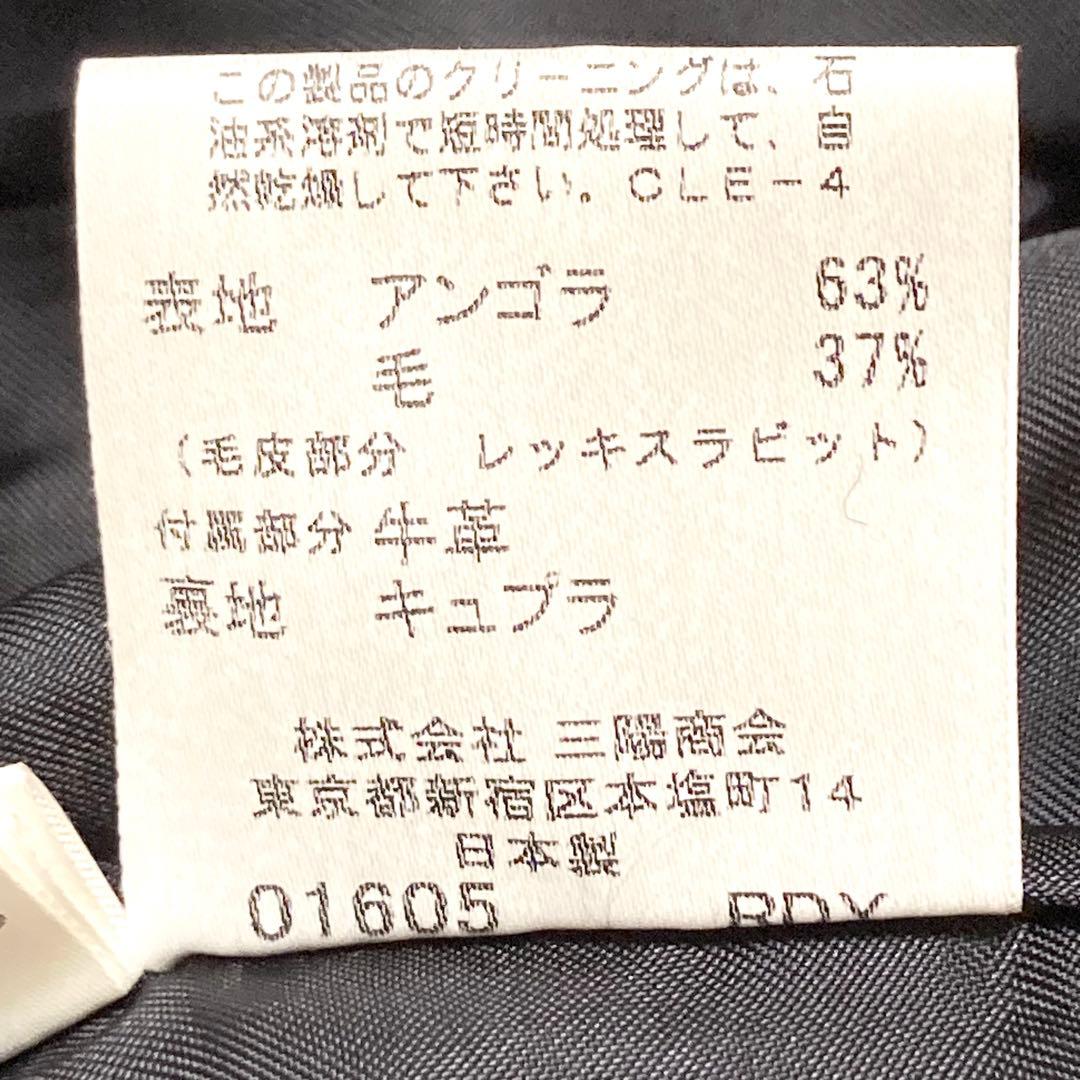 この製品のクリーニングは、石
油系溶剤で短時間処理して、自
然乾燥して下さい。CLE-4
表地 アンゴラ 63%
毛 37%
(毛皮部分 レッキスラビット)
付属部分 牛革
裏地 キュプラ
株式会社 三陽商会
東京都新宿区本塩町14
日本製
01605